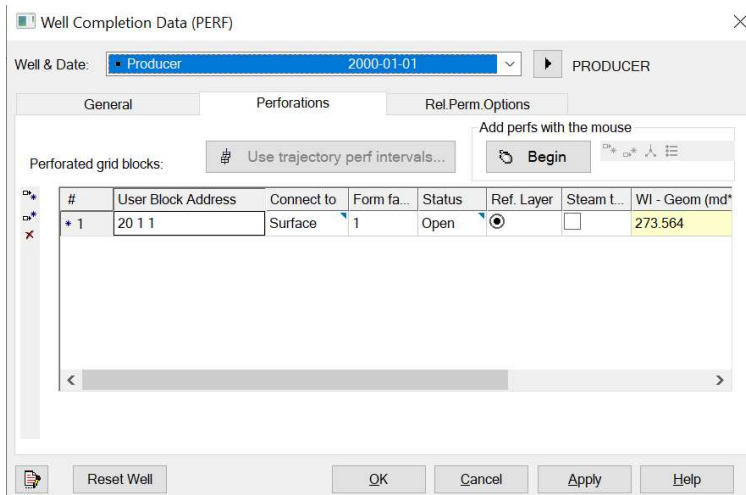 Well Completion Data (PERF)
Well & Date: Producer 2000-01-01 PRODUCER
General Perforations Rel.Perm.Options
Add perfs with the mouse
Perforated grid blocks: Use trajectory perf intervals... Begin
# User Block Address Connect to Form fa... Status Ref. Layer Steam t... WI - Geom (md*
* 1 20 1 1 Surface 1 Open 273.564
Reset Well OK Cancel Apply Help